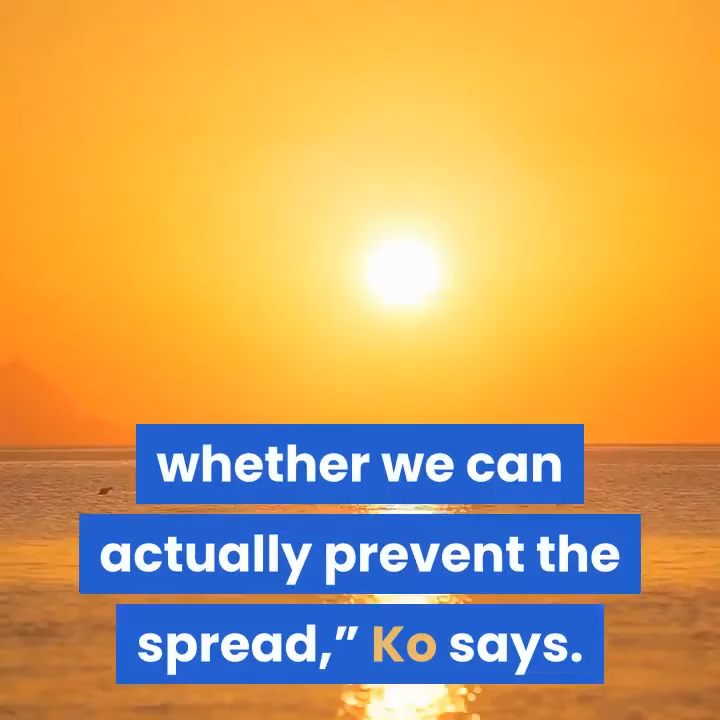 whether we can
actually prevent the
spread,” Ko says.